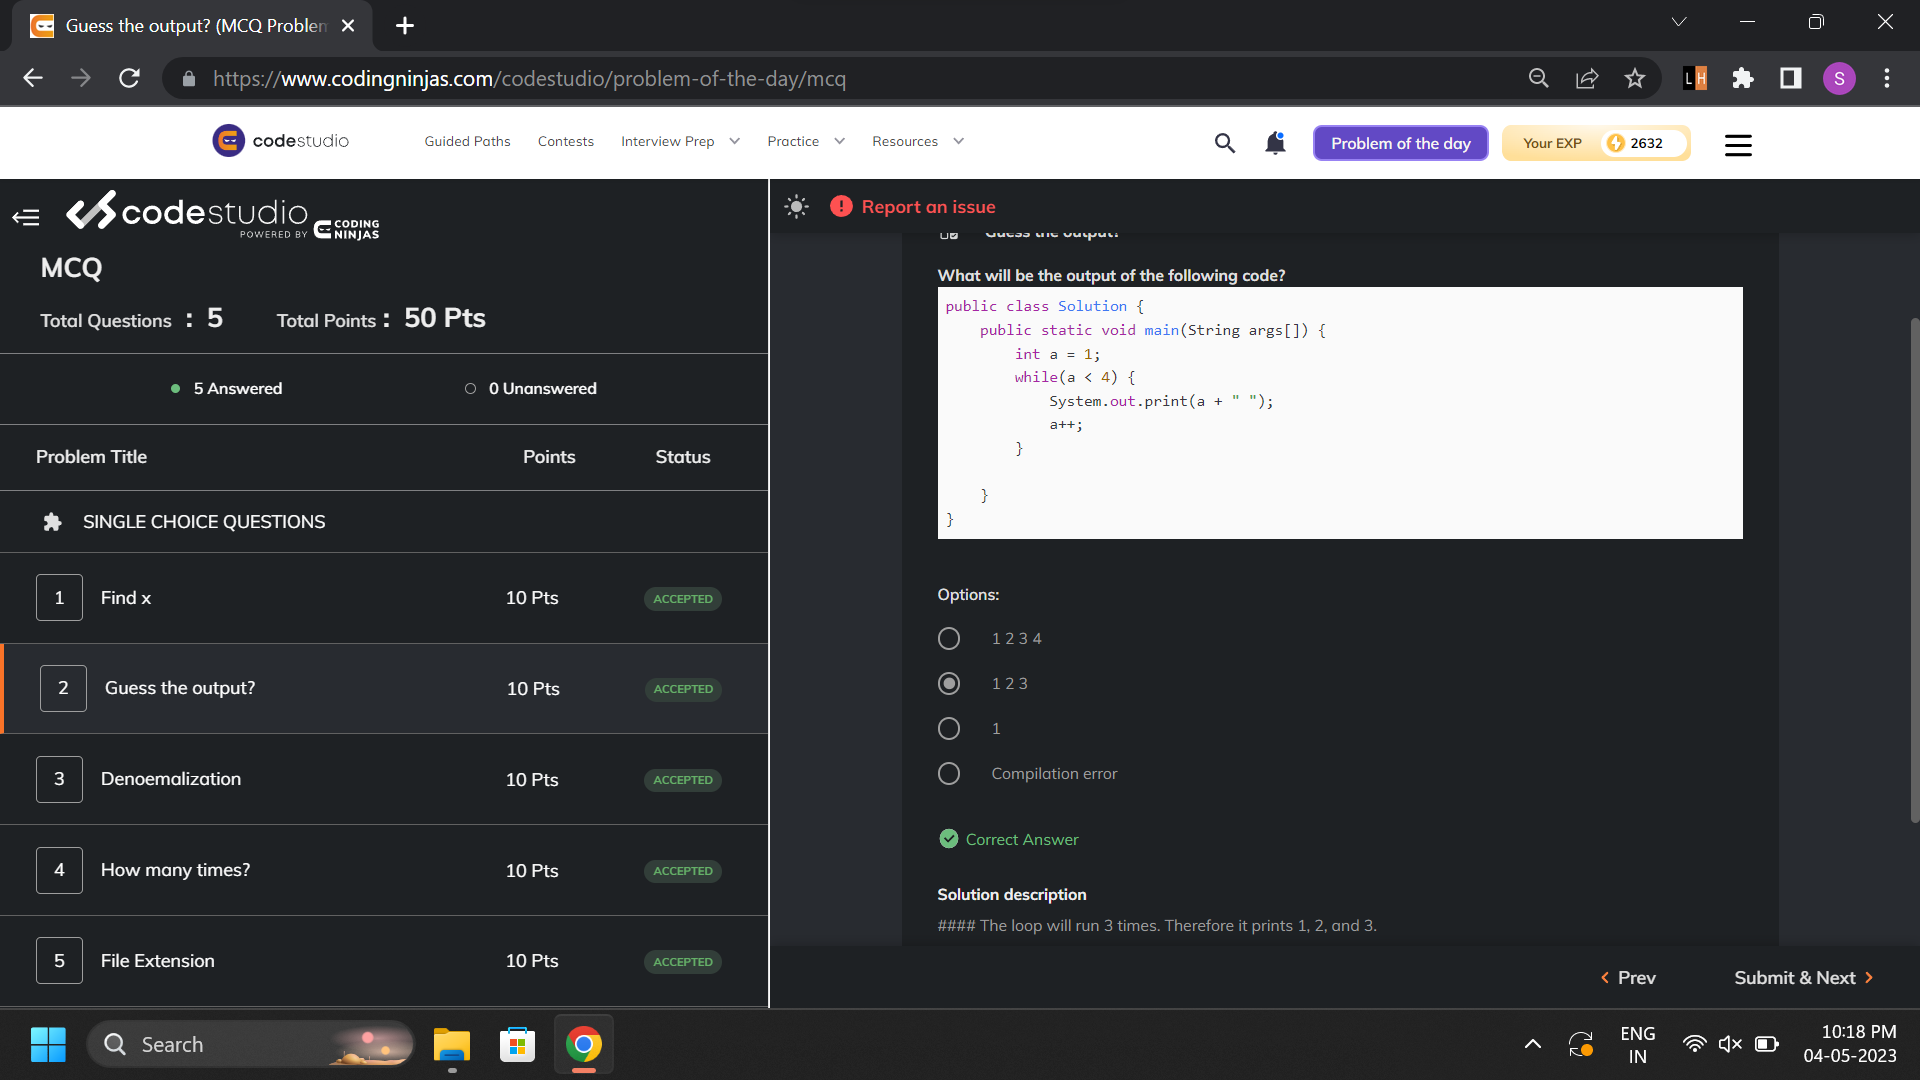 Guess the output? (MCQ Problem
https://www.codingninjas.com/codestudio/problem-of-the-day/mcq
LH
S
codestudio
Guided Paths
Contests
Interview Prep
Practice
Resources
Problem of the day
Your EXP
2632
codestudio
POWERED BY
CODING
NINJAS
MCQ
Total Questions : 5
Total Points : 50 Pts
5 Answered
0 Unanswered
Problem Title
Points
Status
SINGLE CHOICE QUESTIONS
1
Find x
10 Pts
ACCEPTED
2
Guess the output?
10 Pts
ACCEPTED
3
Denoemalization
10 Pts
ACCEPTED
4
How many times?
10 Pts
ACCEPTED
5
File Extension
10 Pts
ACCEPTED
Report an issue
Guess the output?
What will be the output of the following code?
public class Solution {
public static void main(String args[]) {
int a = 1;
while(a < 4) {
System.out.print(a + " ");
a++;
}
}
}
Options:
1 2 3 4
1 2 3
1
Compilation error
Correct Answer
Solution description
#### The loop will run 3 times. Therefore it prints 1, 2, and 3.
Prev
Submit & Next
Search
ENG
IN
10:18 PM
04-05-2023